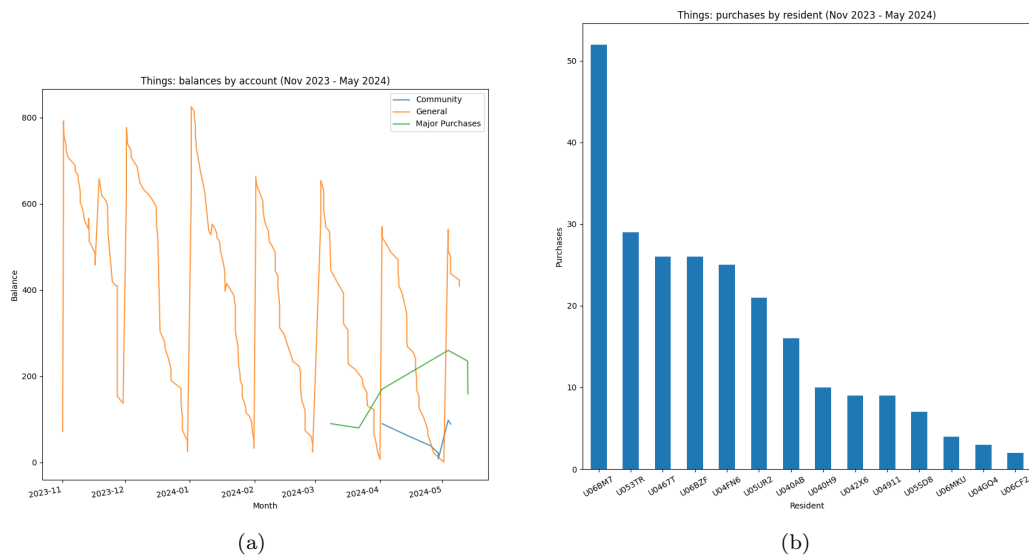 Things: balances by account (Nov 2023 - May 2024)
Community
General
Major Purchases
800
600
400
200
0
Balance
2023-11
2023-12
2024-01
2024-02
2024-03
2024-04
2024-05
Month
(a)
Things: purchases by resident (Nov 2023 - May 2024)
50
40
30
20
10
0
Purchases
U06BM7
U053TR
U0467T
U06BZF
U04FN6
U05UR2
U040AB
U040H9
U042X6
U04911
U055D8
U06MKU
U04GQ4
U06CF2
Resident
(b)